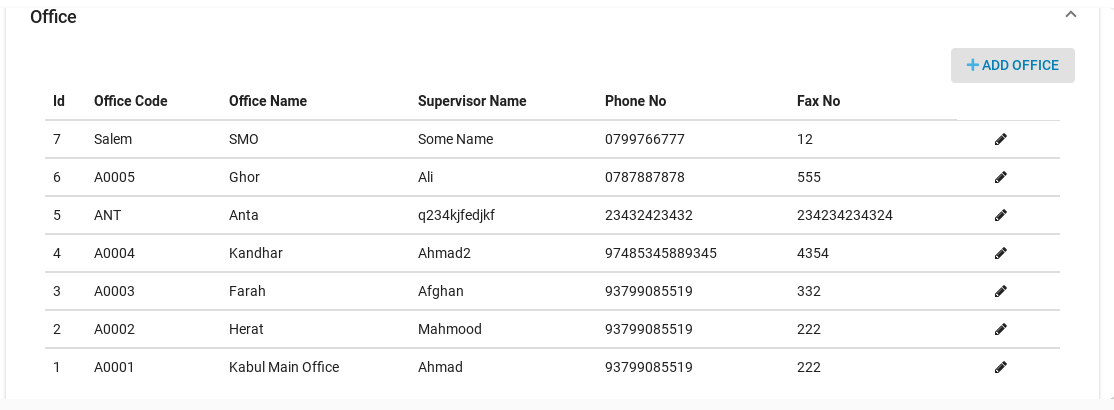 Office
ADD OFFICE
Id Office Code Office Name Supervisor Name Phone No Fax No
7 Salem SMO Some Name 0799766777 12
6 A0005 Ghor Ali 0787887878 555
5 ANT Anta q234kjfedjkf 23432423432 234234234324
4 A0004 Kandhar Ahmad2 97485345889345 4354
3 A0003 Farah Afghan 93799085519 332
2 A0002 Herat Mahmood 93799085519 222
1 A0001 Kabul Main Office Ahmad 93799085519 222